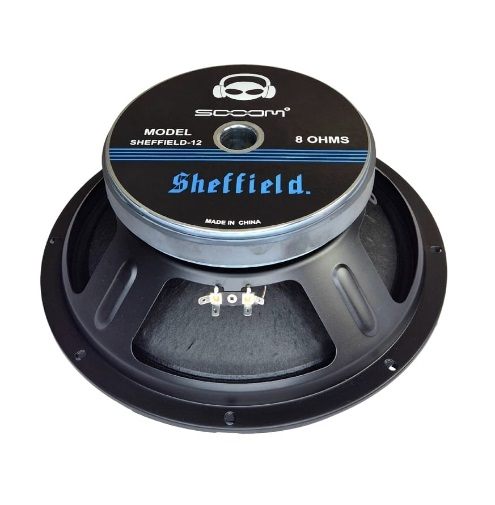 SOOOM
MODEL
SHEFFIELD-12
8 OHMS
Sheffield.
MADE IN CHINA